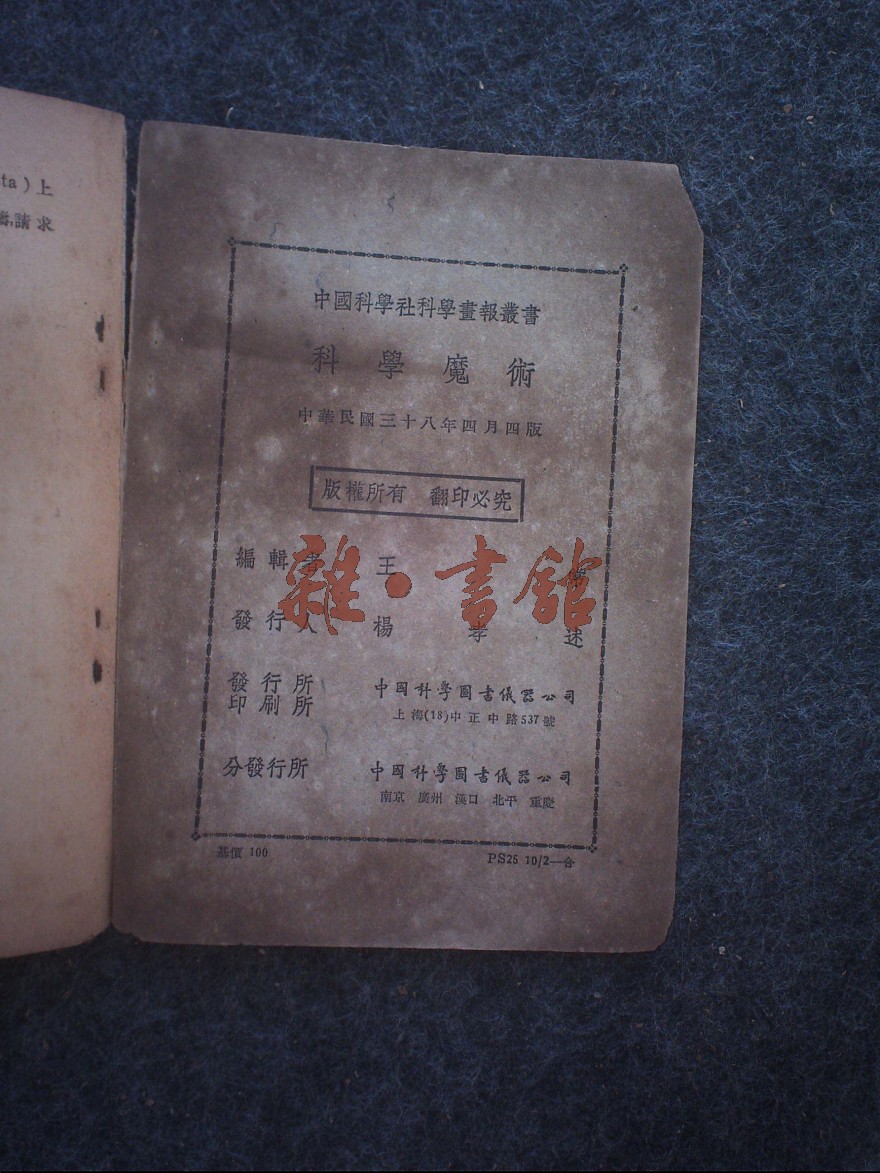 ta)上
請求
中國科學社科學畫報叢書
科學魔術
中華民國三十八年四月四版
版權所有 翻印必究
編輯者 王常
發行人 楊孝述
發行所
印刷所
中國科學圖書儀器公司
上海(18)中正中路537號
分發行所 中國科學圖書儀器公司
南京 廣州 漢口 北平 重慶
基價 100 PS25 10/2—合
雜·書館